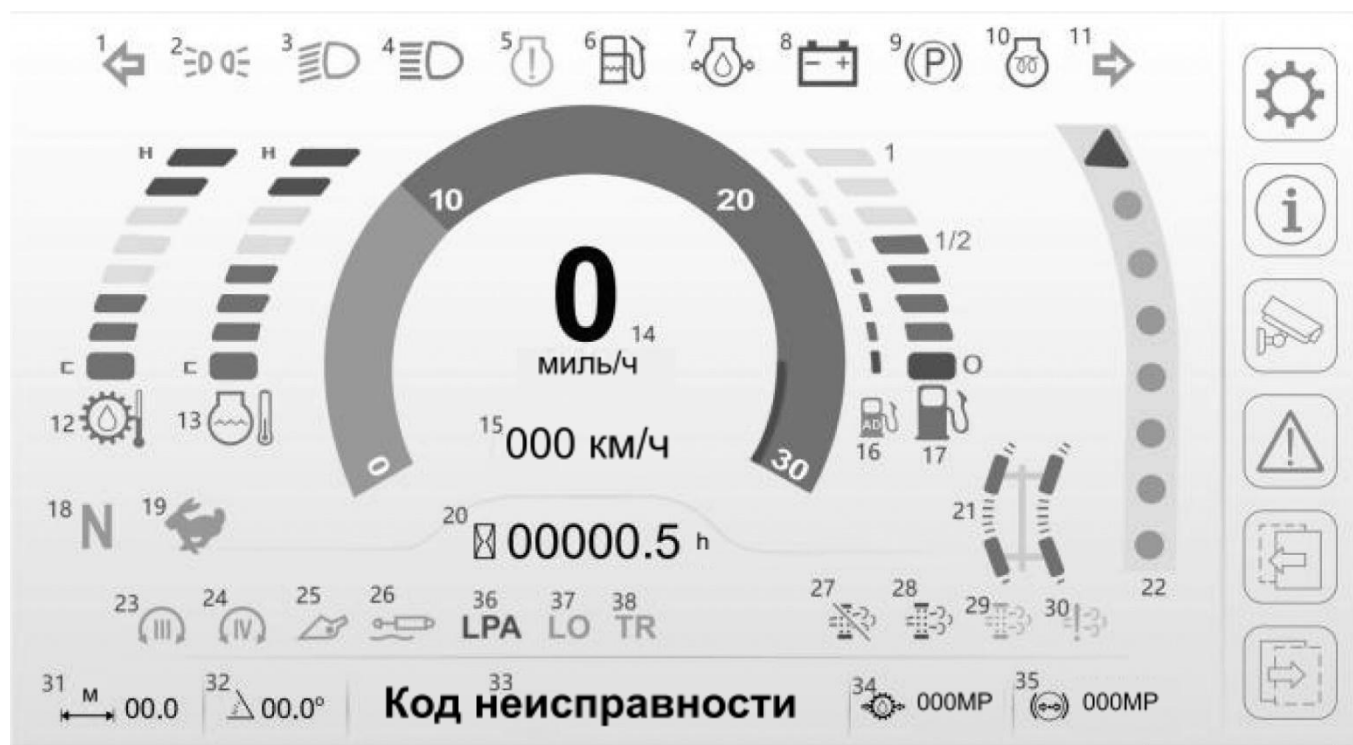 1 2 3 4 5 6 7 8 9 10 11
(P)
H H 1
10 20
1/2
0
14
миль/ч
C C O
12 13 15 000 км/ч AD 16 17
0 30
18 N 19 20 00000.5 h 21
22
23 III 24 IV 25 26 36 LPA 37 LO 38 TR 27 28 29 30
31 м 00.0 32 00.0° 33 Код неисправности 34 000MP 35 000MP